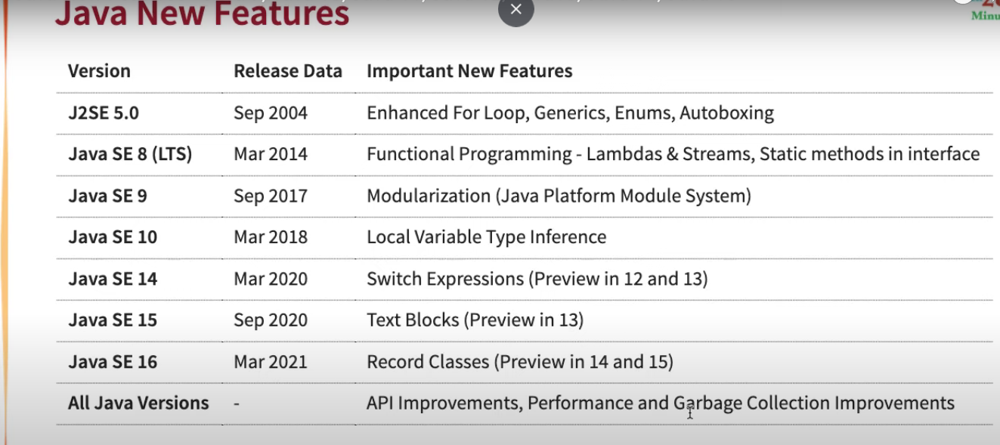 Java New Features
Minu
Version Release Data Important New Features
J2SE 5.0 Sep 2004 Enhanced For Loop, Generics, Enums, Autoboxing
Java SE 8 (LTS) Mar 2014 Functional Programming - Lambdas & Streams, Static methods in interface
Java SE 9 Sep 2017 Modularization (Java Platform Module System)
Java SE 10 Mar 2018 Local Variable Type Inference
Java SE 14 Mar 2020 Switch Expressions (Preview in 12 and 13)
Java SE 15 Sep 2020 Text Blocks (Preview in 13)
Java SE 16 Mar 2021 Record Classes (Preview in 14 and 15)
All Java Versions - API Improvements, Performance and Garbage Collection Improvements